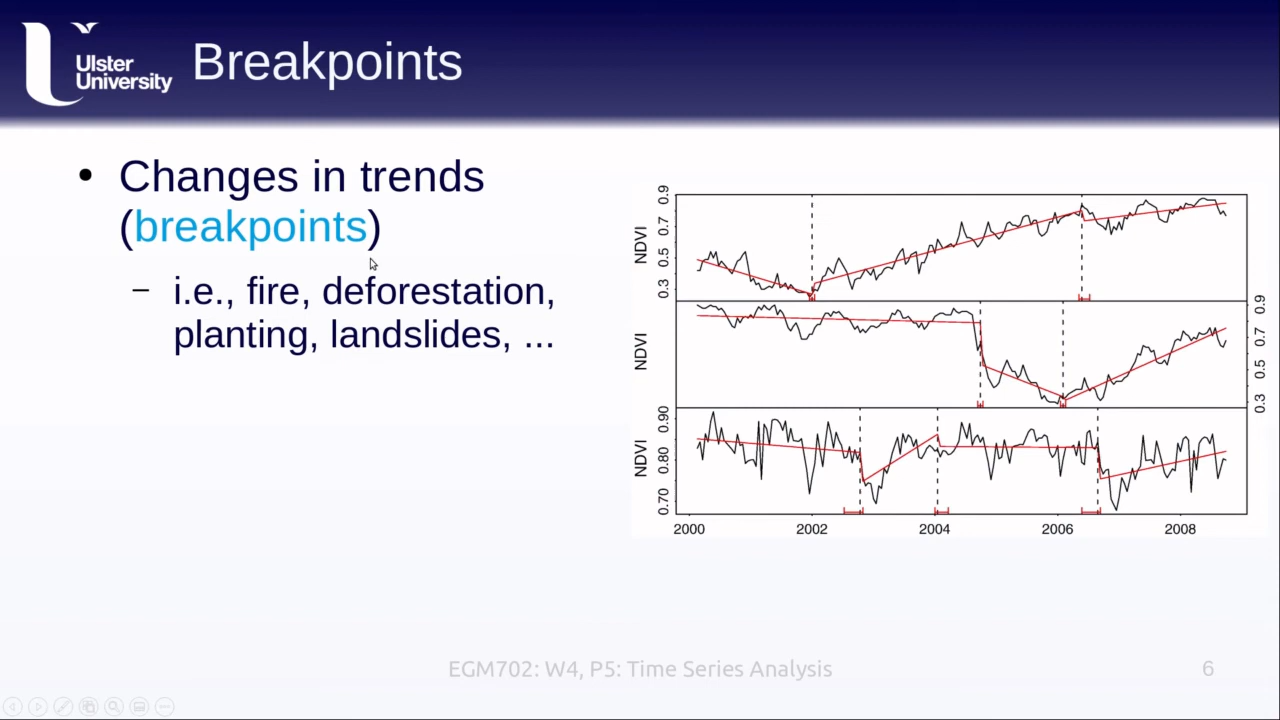 Ulster
University
Breakpoints
• Changes in trends
(breakpoints)
– i.e., fire, deforestation,
planting, landslides, ...
NDVI
0.3 0.5 0.7 0.9
NDVI
0.3 0.5 0.7 0.9
NDVI
0.70 0.80 0.90
2000 2002 2004 2006 2008
EGM702: W4, P5: Time Series Analysis
6